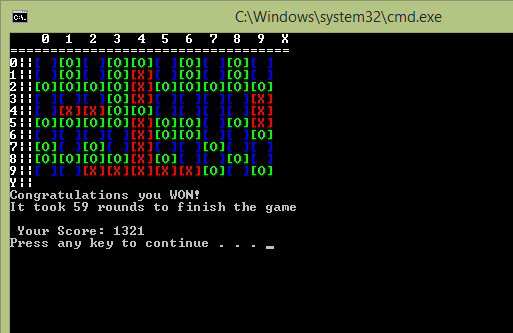 C:\Windows\system32\cmd.exe
0 1 2 3 4 5 6 7 8 9 X
===================================
0||[ ][O][ ][O][O][ ][O][ ][O][ ]
1||[ ][O][ ][O][X][ ][O][ ][O][ ]
2||[O][O][O][O][X][O][O][O][O][O]
3||[ ][ ][ ][O][X][ ][ ][ ][ ][X]
4||[ ][X][X][O][O][ ][ ][ ][ ][X]
5||[O][O][O][O][X][O][O][ ][O][X]
6||[ ][ ][ ][ ][X][O][O][ ][ ][O]
7||[O][ ][O][ ][X][ ][ ][O][ ][ ]
8||[O][O][O][O][X][O][ ][ ][O][ ]
9||[ ][ ][X][X][X][X][X][O][ ][O]
Y||
Congratulations you WON!
It took 59 rounds to finish the game
Your Score: 1321
Press any key to continue . . . _